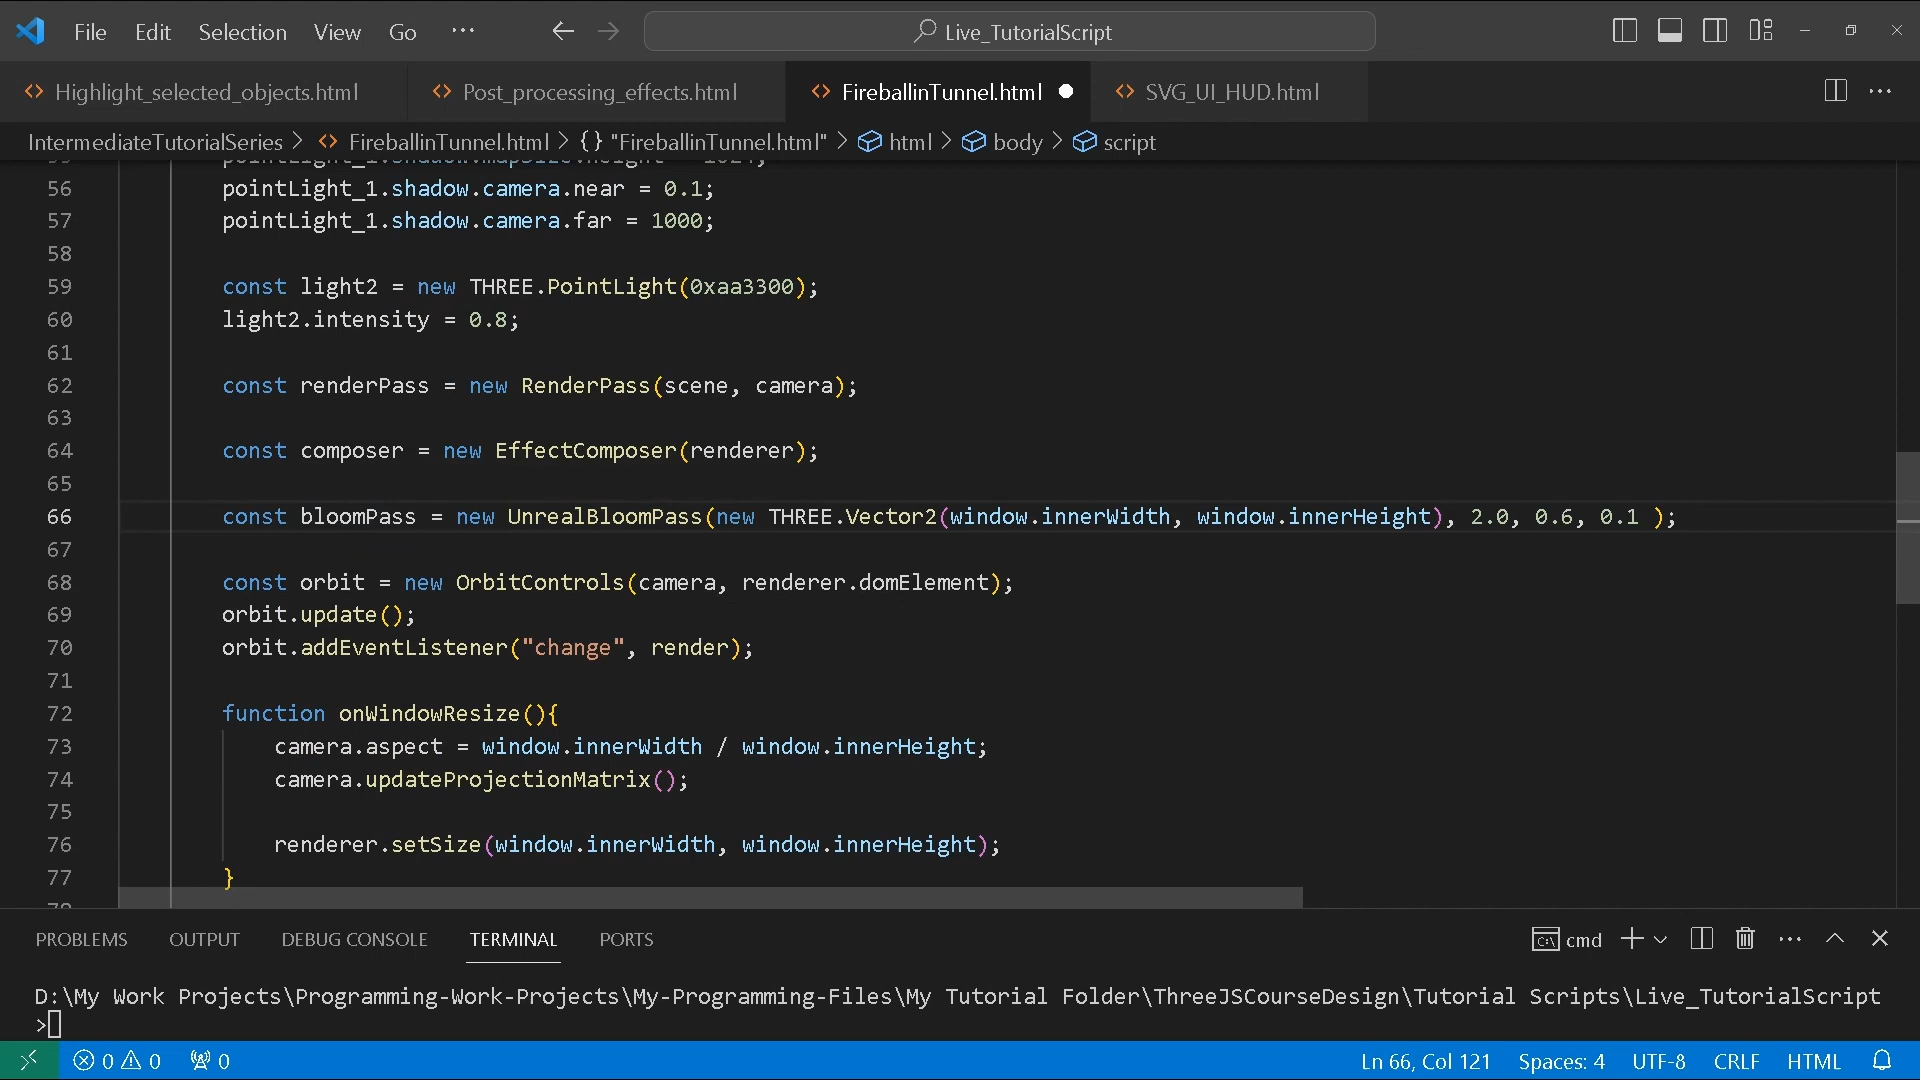 File Edit Selection View Go ··· Live_TutorialScript
Highlight_selected_objects.html Post_processing_effects.html FireballinTunnel.html SVG_UI_HUD.html
IntermediateTutorialSeries > FireballinTunnel.html > {} "FireballinTunnel.html" > html > body > script
pointLight_1.shadow.mapSize.height = 1024;
56 pointLight_1.shadow.camera.near = 0.1;
57 pointLight_1.shadow.camera.far = 1000;
58
59 const light2 = new THREE.PointLight(0xaa3300);
60 light2.intensity = 0.8;
61
62 const renderPass = new RenderPass(scene, camera);
63
64 const composer = new EffectComposer(renderer);
65
66 const bloomPass = new UnrealBloomPass(new THREE.Vector2(window.innerWidth, window.innerHeight), 2.0, 0.6, 0.1 );
67
68 const orbit = new OrbitControls(camera, renderer.domElement);
69 orbit.update();
70 orbit.addEventListener("change", render);
71
72 function onWindowResize(){
73 camera.aspect = window.innerWidth / window.innerHeight;
74 camera.updateProjectionMatrix();
75
76 renderer.setSize(window.innerWidth, window.innerHeight);
77 }
PROBLEMS OUTPUT DEBUG CONSOLE TERMINAL PORTS cmd
D:\My Work Projects\Programming-Work-Projects\My-Programming-Files\My Tutorial Folder\ThreeJSCourseDesign\Tutorial Scripts\Live_TutorialScript
>
0 0 0 Ln 66, Col 121 Spaces: 4 UTF-8 CRLF HTML